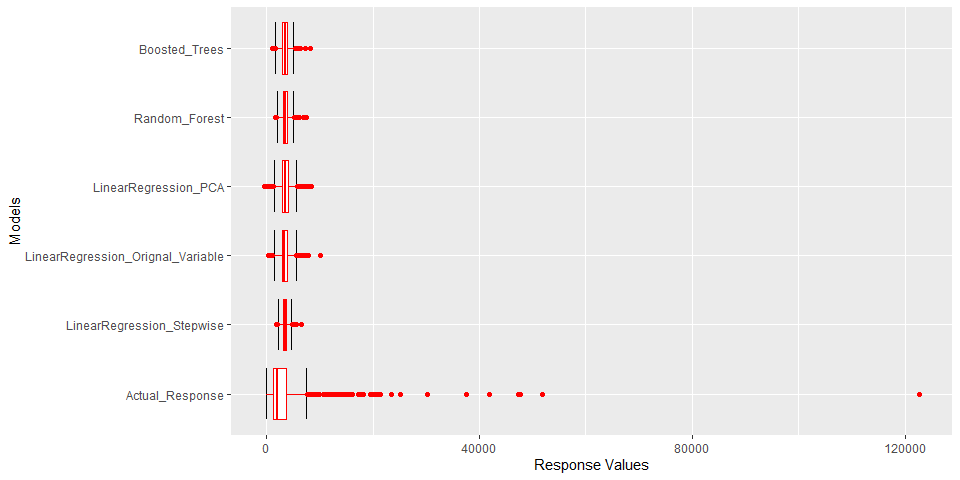 Boosted_Trees
Random_Forest
LinearRegression_PCA
LinearRegression_Orignal_Variable
LinearRegression_Stepwise
Actual_Response
Models
0 40000 80000 120000
Response Values